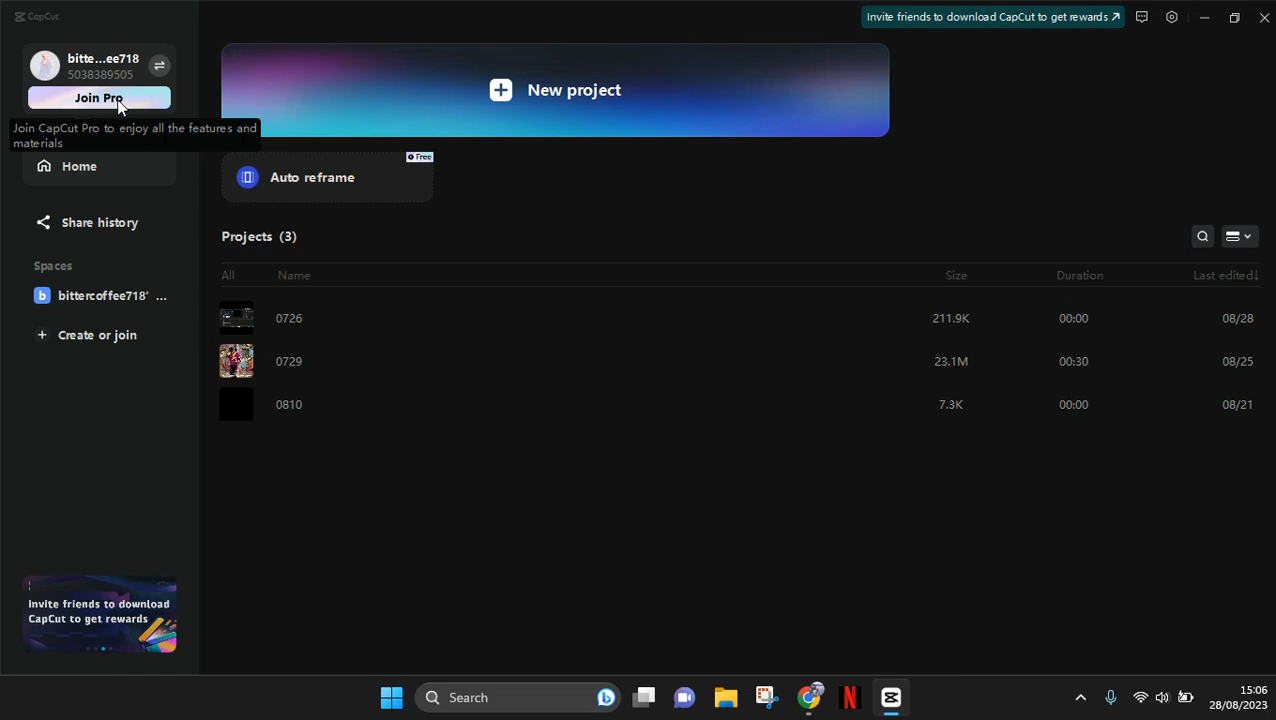 CapCut
Invite friends to download CapCut to get rewards
bitte...ee718
5038389505
Join Pro
Join CapCut Pro to enjoy all the features and
materials
Home
Share history
Spaces
b bittercoffee718' ...
+ Create or join
Invite friends to download
CapCut to get rewards
New project
Free
Auto reframe
Projects (3)
All Name Size Duration Last edited↓
0726 211.9K 00:00 08/28
0729 23.1M 00:30 08/25
0810 7.3K 00:00 08/21
Search
15:06
28/08/2023